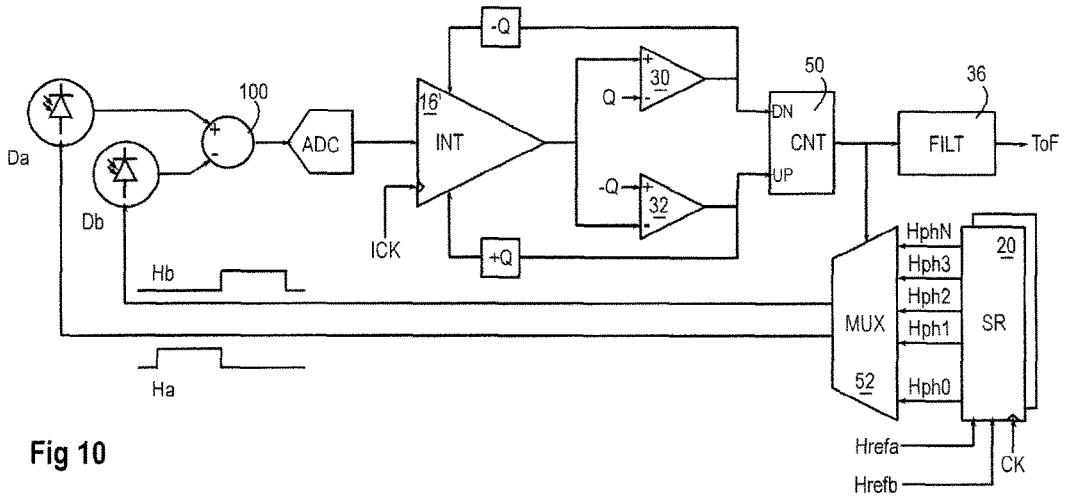 -Q
Da
+
-
100
ADC
16'
INT
ICK
+Q
+
30
Q
-
-Q
+
32
-
50
DN
CNT
UP
36
FILT
ToF
Db
Hb
Ha
MUX
52
HphN
Hph3
Hph2
Hph1
Hph0
20
SR
Hrefa
Hrefb
CK
Fig 10